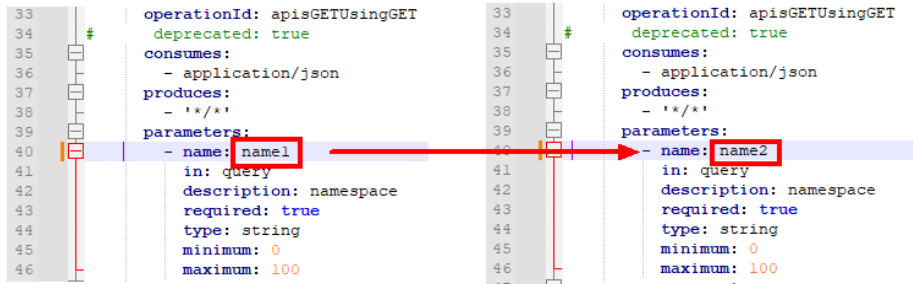 33 operationId: apisGETUsingGET
34 # deprecated: true
35 consumes:
36 - application/json
37 produces:
38 - '*/*'
39 parameters:
40 - name: name1
41 in: query
42 description: namespace
43 required: true
44 type: string
45 minimum: 0
46 maximum: 100
33 operationId: apisGETUsingGET
34 # deprecated: true
35 consumes:
36 - application/json
37 produces:
38 - '*/*'
39 parameters:
40 - name: name2
41 in: query
42 description: namespace
43 required: true
44 type: string
45 minimum: 0
46 maximum: 100